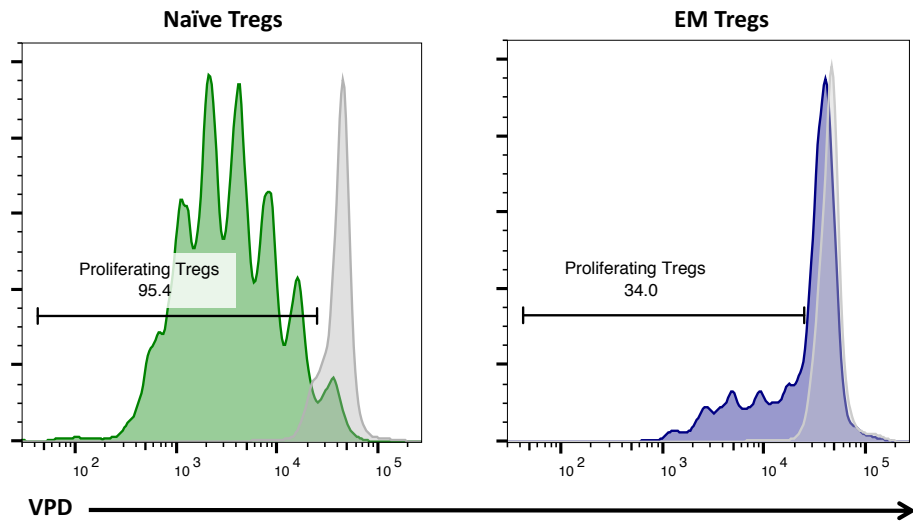 Naïve Tregs
EM Tregs
Proliferating Tregs
95.4
Proliferating Tregs
34.0
10^2 10^3 10^4 10^5
10^2 10^3 10^4 10^5
VPD